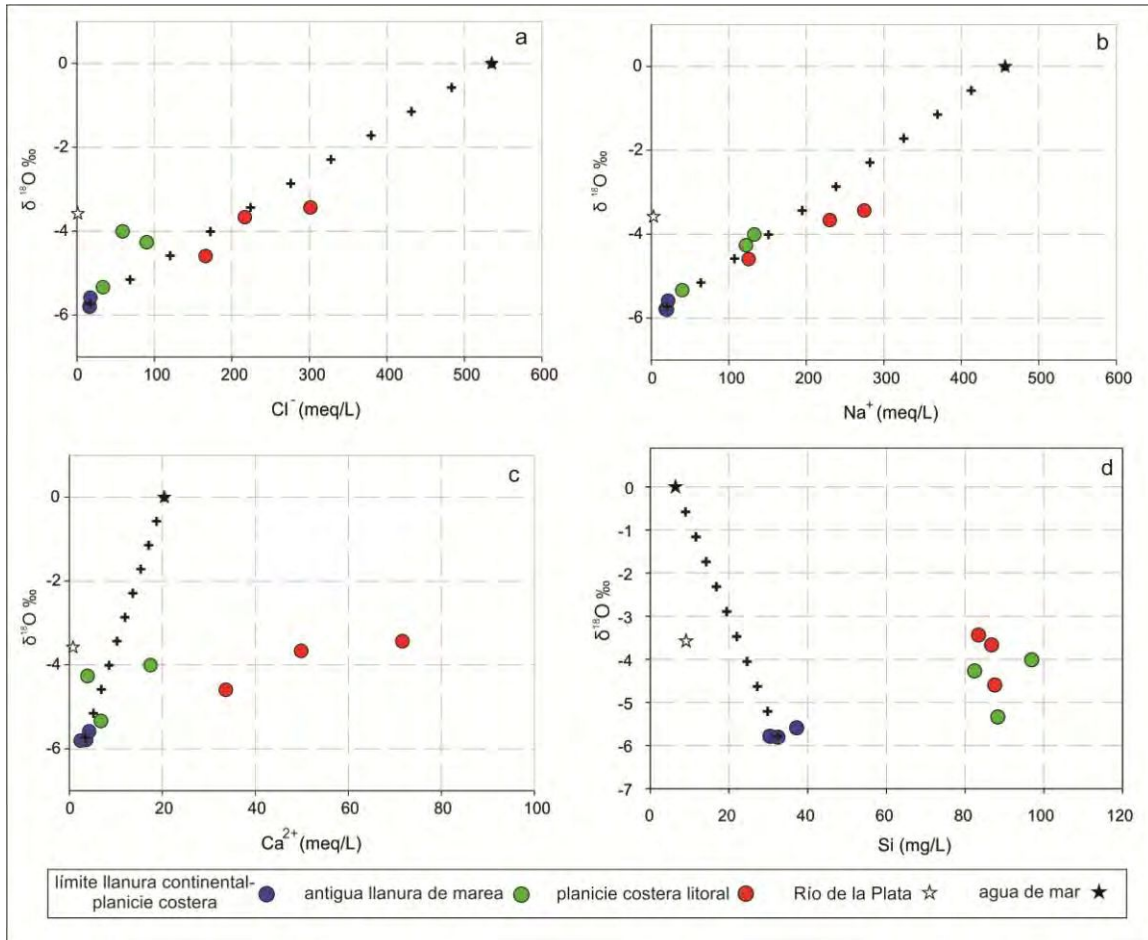 a
0
-2
-4
-6
δ ¹⁸O ‰
0 100 200 300 400 500 600
Cl⁻ (meq/L)
b
0
-2
-4
-6
δ ¹⁸O ‰
0 100 200 300 400 500 600
Na⁺ (meq/L)
c
0
-2
-4
-6
δ¹⁸O ‰
0 20 40 60 80 100
Ca²⁺ (meq/L)
d
0
-1
-2
-3
-4
-5
-6
-7
δ¹⁸O ‰
0 20 40 60 80 100 120
Si (mg/L)
límite llanura continental-
planicie costera
antigua llanura de marea
planicie costera litoral
Río de la Plata
agua de mar